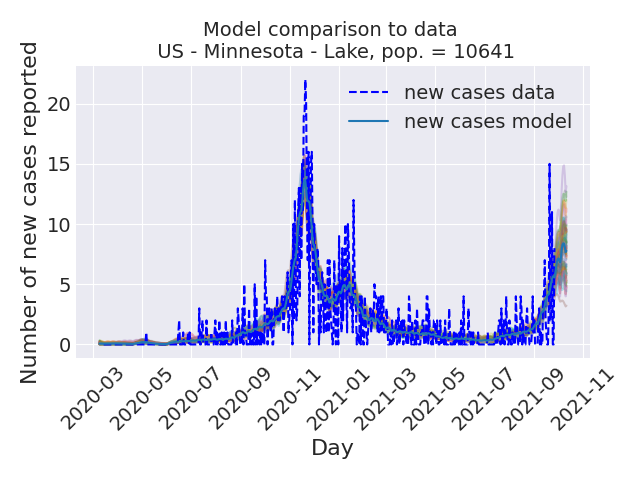 Model comparison to data
US - Minnesota - Lake, pop. = 10641
Number of new cases reported
20
15
10
5
0
new cases data
new cases model
2020-03
2020-05
2020-07
2020-09
2020-11
2021-01
2021-03
2021-05
2021-07
2021-09
2021-11
Day